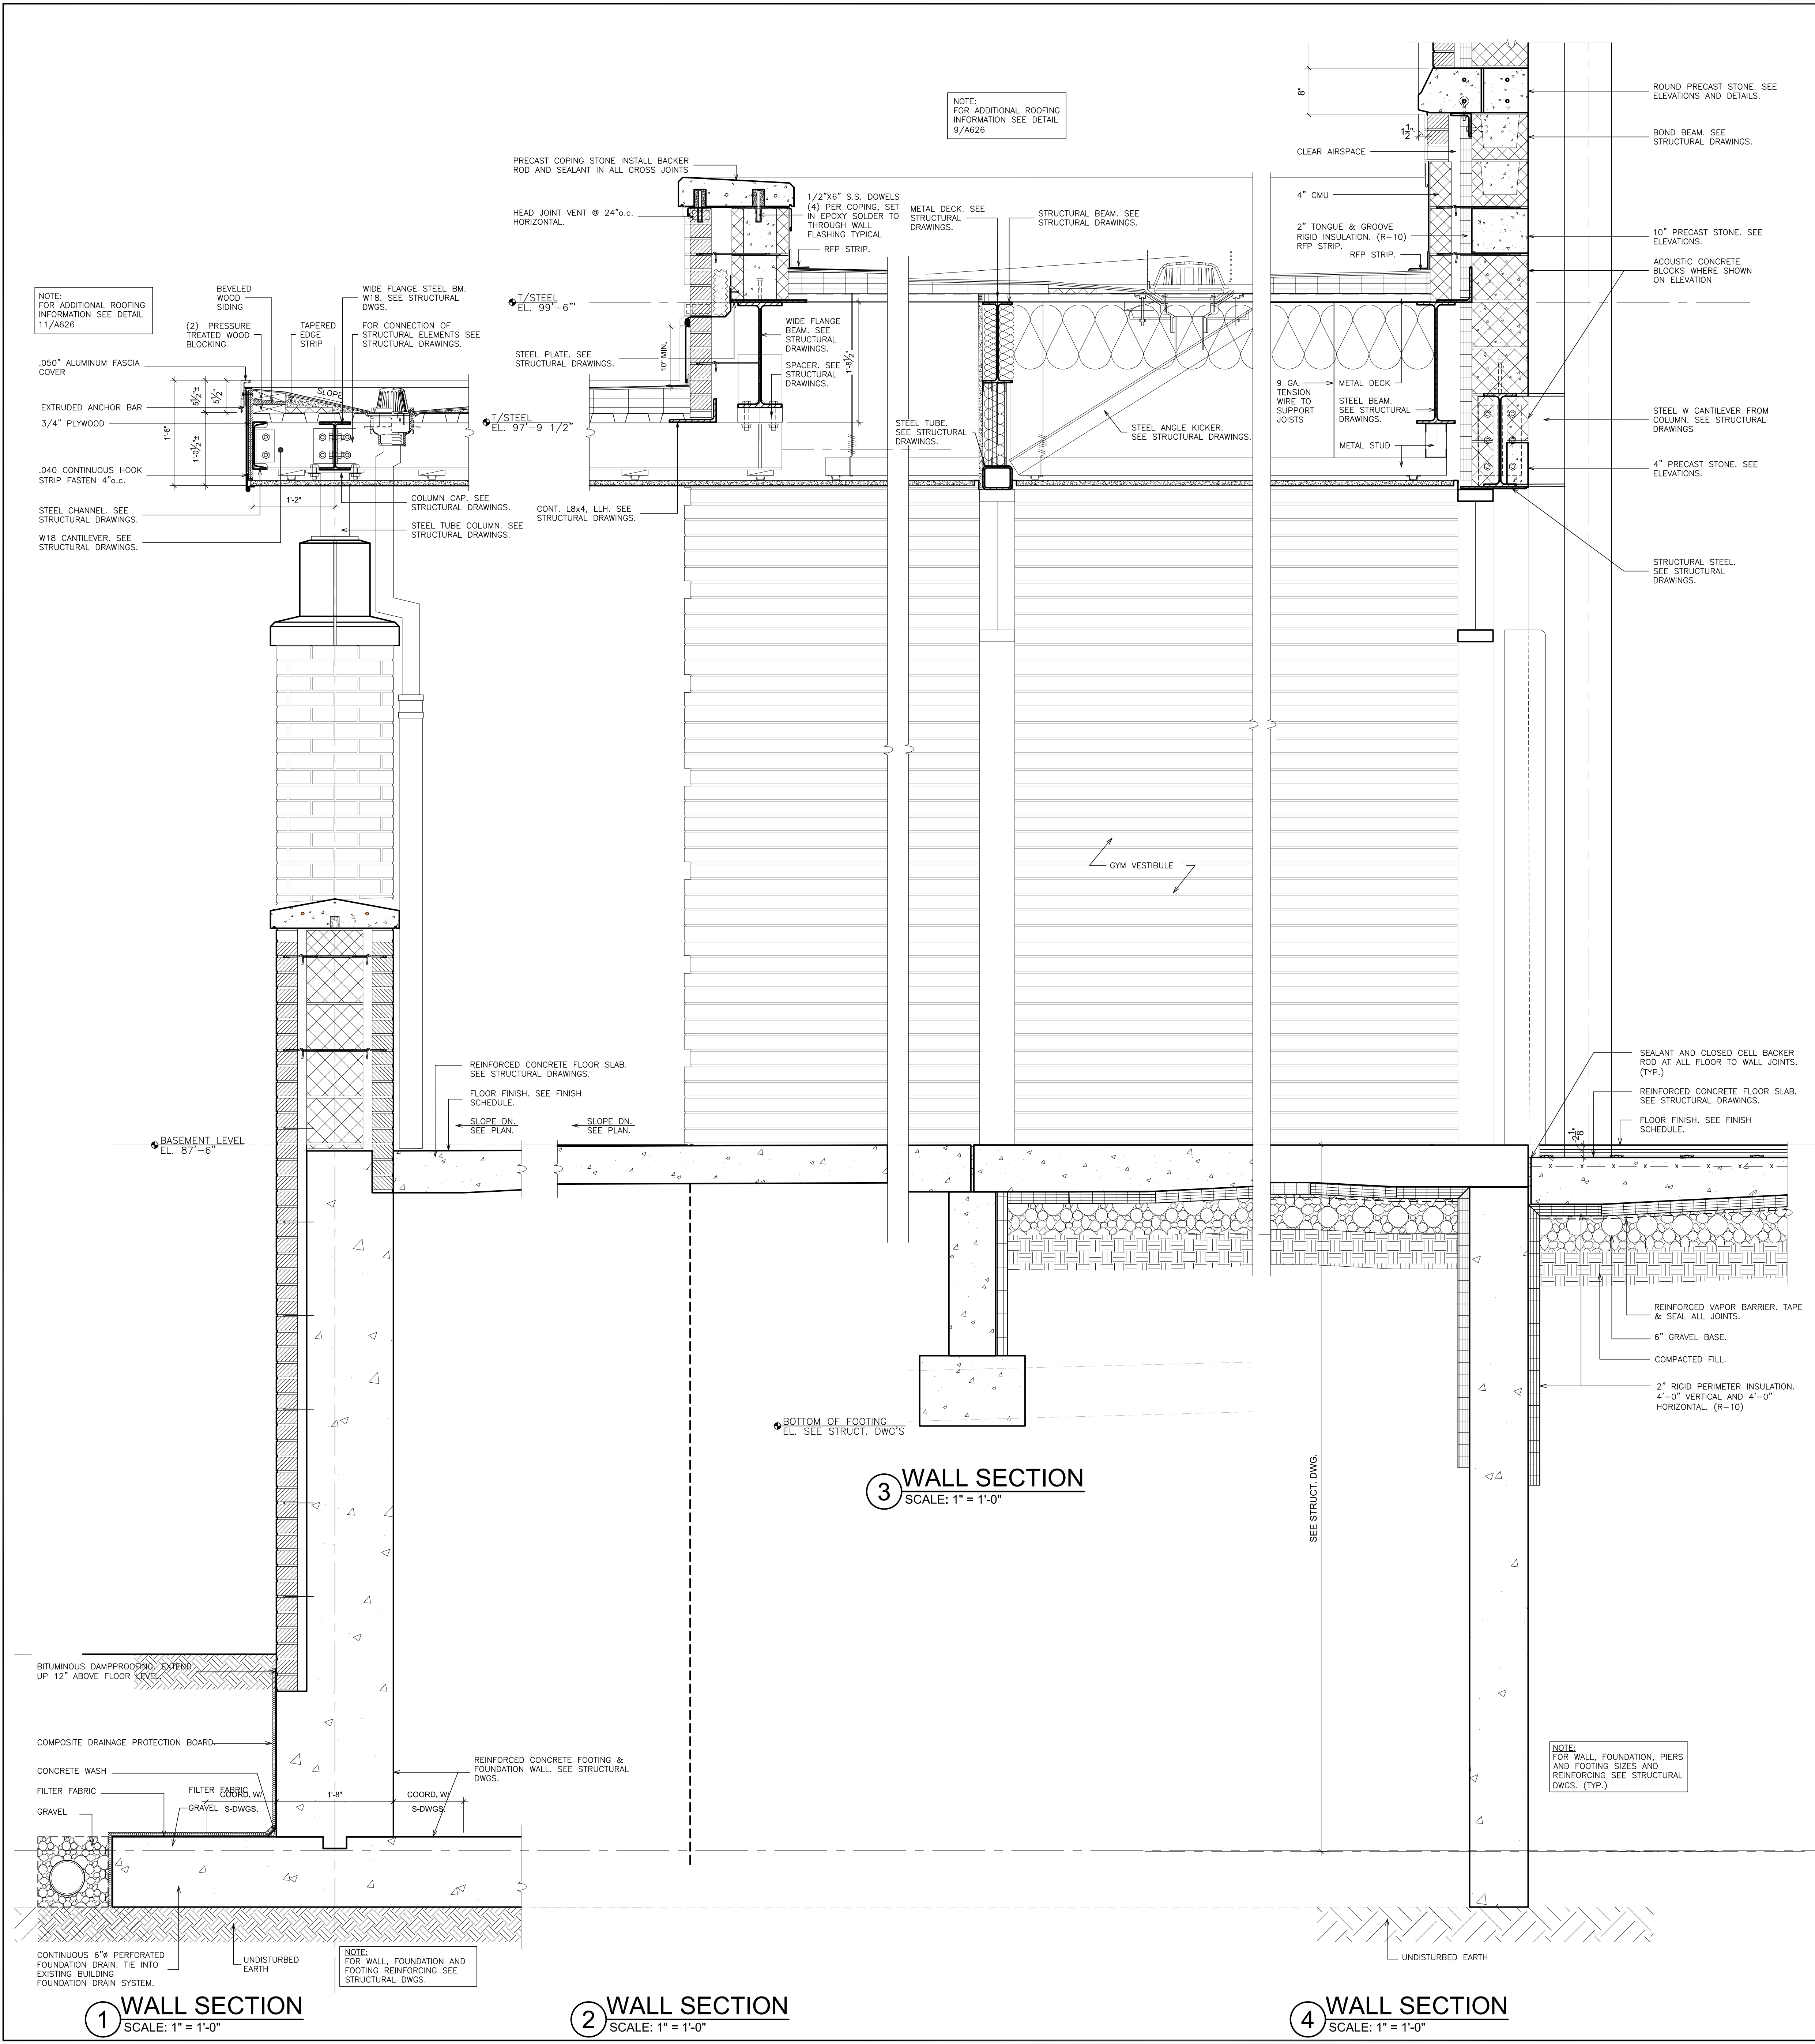 NOTE:
FOR ADDITIONAL ROOFING
INFORMATION SEE DETAIL
9/A626
8"
1 1/2"
ROUND PRECAST STONE. SEE
ELEVATIONS AND DETAILS.
BOND BEAM. SEE
STRUCTURAL DRAWINGS.
CLEAR AIRSPACE
4" CMU
2" TONGUE & GROOVE
RIGID INSULATION. (R-10)
RFP STRIP.
RFP STRIP.
10" PRECAST STONE. SEE
ELEVATIONS.
ACOUSTIC CONCRETE
BLOCKS WHERE SHOWN
ON ELEVATION
PRECAST COPING STONE INSTALL BACKER
ROD AND SEALANT IN ALL CROSS JOINTS
HEAD JOINT VENT @ 24"o.c.
HORIZONTAL.
1/2"X6" S.S. DOWELS
(4) PER COPING, SET
IN EPOXY SOLDER TO
THROUGH WALL
FLASHING TYPICAL
RFP STRIP.
METAL DECK. SEE
STRUCTURAL
DRAWINGS.
STRUCTURAL BEAM. SEE
STRUCTURAL DRAWINGS.
NOTE:
FOR ADDITIONAL ROOFING
INFORMATION SEE DETAIL
11/A626
BEVELED
WOOD
SIDING
WIDE FLANGE STEEL BM.
W18. SEE STRUCTURAL
DWGS.
(2) PRESSURE
TREATED WOOD
BLOCKING
TAPERED
EDGE
STRIP
FOR CONNECTION OF
STRUCTURAL ELEMENTS SEE
STRUCTURAL DRAWINGS.
T/STEEL
EL. 99'-6"'
STEEL PLATE. SEE
STRUCTURAL DRAWINGS.
10" MIN.
WIDE FLANGE
BEAM. SEE
STRUCTURAL
DRAWINGS.
SPACER. SEE
STRUCTURAL
DRAWINGS.
1'-8 1/2"
.050" ALUMINUM FASCIA
COVER
EXTRUDED ANCHOR BAR
3/4" PLYWOOD
.040 CONTINUOUS HOOK
STRIP FASTEN 4"o.c.
STEEL CHANNEL. SEE
STRUCTURAL DRAWINGS.
W18 CANTILEVER. SEE
STRUCTURAL DRAWINGS.
1'-6"
5 1/2"±
5 1/2"
1'-0 1/2"±
SLOPE
1'-2"
T/STEEL
EL. 97'-9 1/2"
COLUMN CAP. SEE
STRUCTURAL DRAWINGS.
STEEL TUBE COLUMN. SEE
STRUCTURAL DRAWINGS.
CONT. L8x4, LLH. SEE
STRUCTURAL DRAWINGS.
STEEL TUBE.
SEE STRUCTURAL
DRAWINGS.
STEEL ANGLE KICKER.
SEE STRUCTURAL DRAWINGS.
9 GA.
TENSION
WIRE TO
SUPPORT
JOISTS
METAL DECK
STEEL BEAM.
SEE STRUCTURAL
DRAWINGS.
METAL STUD
STEEL W CANTILEVER FROM
COLUMN. SEE STRUCTURAL
DRAWINGS
4" PRECAST STONE. SEE
ELEVATIONS.
STRUCTURAL STEEL.
SEE STRUCTURAL
DRAWINGS.
GYM VESTIBULE
REINFORCED CONCRETE FLOOR SLAB.
SEE STRUCTURAL DRAWINGS.
FLOOR FINISH. SEE FINISH
SCHEDULE.
SLOPE DN.
SEE PLAN.
SLOPE DN.
SEE PLAN.
BASEMENT LEVEL
EL. 87'-6"
SEALANT AND CLOSED CELL BACKER
ROD AT ALL FLOOR TO WALL JOINTS.
(TYP.)
REINFORCED CONCRETE FLOOR SLAB.
SEE STRUCTURAL DRAWINGS.
FLOOR FINISH. SEE FINISH
SCHEDULE.
2 1/8"
x x x x x x x
REINFORCED VAPOR BARRIER. TAPE
& SEAL ALL JOINTS.
6" GRAVEL BASE.
COMPACTED FILL.
2" RIGID PERIMETER INSULATION.
4'-0" VERTICAL AND 4'-0"
HORIZONTAL. (R-10)
BOTTOM OF FOOTING
EL. SEE STRUCT. DWG'S
3 WALL SECTION
SCALE: 1" = 1'-0"
SEE STRUCT. DWG.
BITUMINOUS DAMPPROOFING, EXTEND
UP 12" ABOVE FLOOR LEVEL.
COMPOSITE DRAINAGE PROTECTION BOARD.
CONCRETE WASH
FILTER FABRIC
GRAVEL
FILTER FABRIC
GRAVEL
COORD. W/
S-DWGS.
1'-8"
COORD. W/
S-DWGS.
REINFORCED CONCRETE FOOTING &
FOUNDATION WALL. SEE STRUCTURAL
DWGS.
NOTE:
FOR WALL, FOUNDATION, PIERS
AND FOOTING SIZES AND
REINFORCING SEE STRUCTURAL
DWGS. (TYP.)
CONTINUOUS 6"ø PERFORATED
FOUNDATION DRAIN. TIE INTO
EXISTING BUILDING
FOUNDATION DRAIN SYSTEM.
UNDISTURBED
EARTH
NOTE:
FOR WALL, FOUNDATION AND
FOOTING REINFORCING SEE
STRUCTURAL DWGS.
UNDISTURBED EARTH
1 WALL SECTION
SCALE: 1" = 1'-0"
2 WALL SECTION
SCALE: 1" = 1'-0"
4 WALL SECTION
SCALE: 1" = 1'-0"